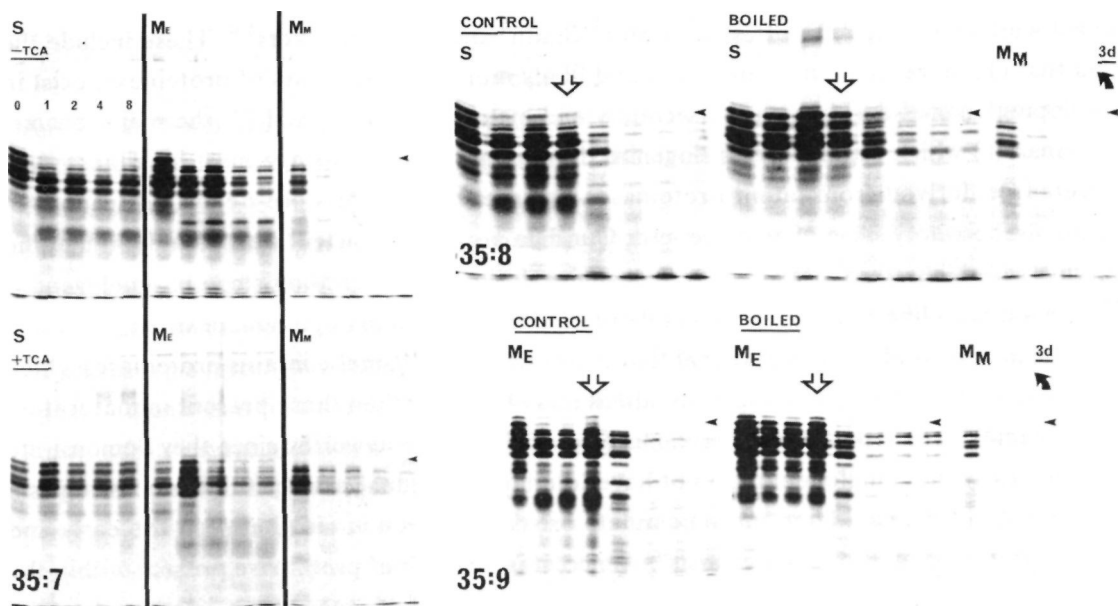 S
-TCA
0 1 2 4 8
ME
MM
S
+TCA
ME
MM
35:7
CONTROL
S
BOILED
S
MM
3d
35:8
CONTROL
ME
BOILED
ME
MM
3d
35:9